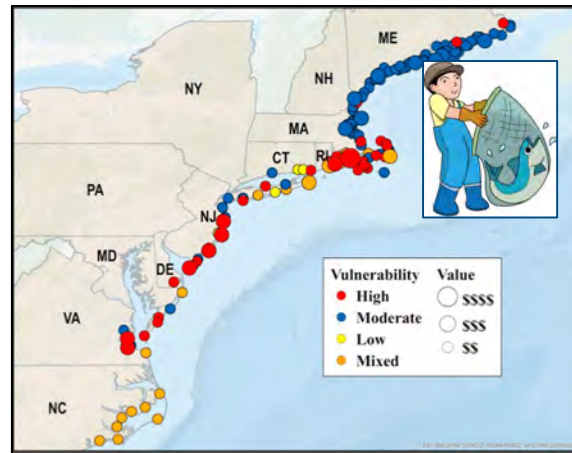 ME
NH
NY
MA
CT RI
PA
NJ
MD
DE
VA
NC
Vulnerability Value
High $$$$
Moderate $$$
Low $$
Mixed